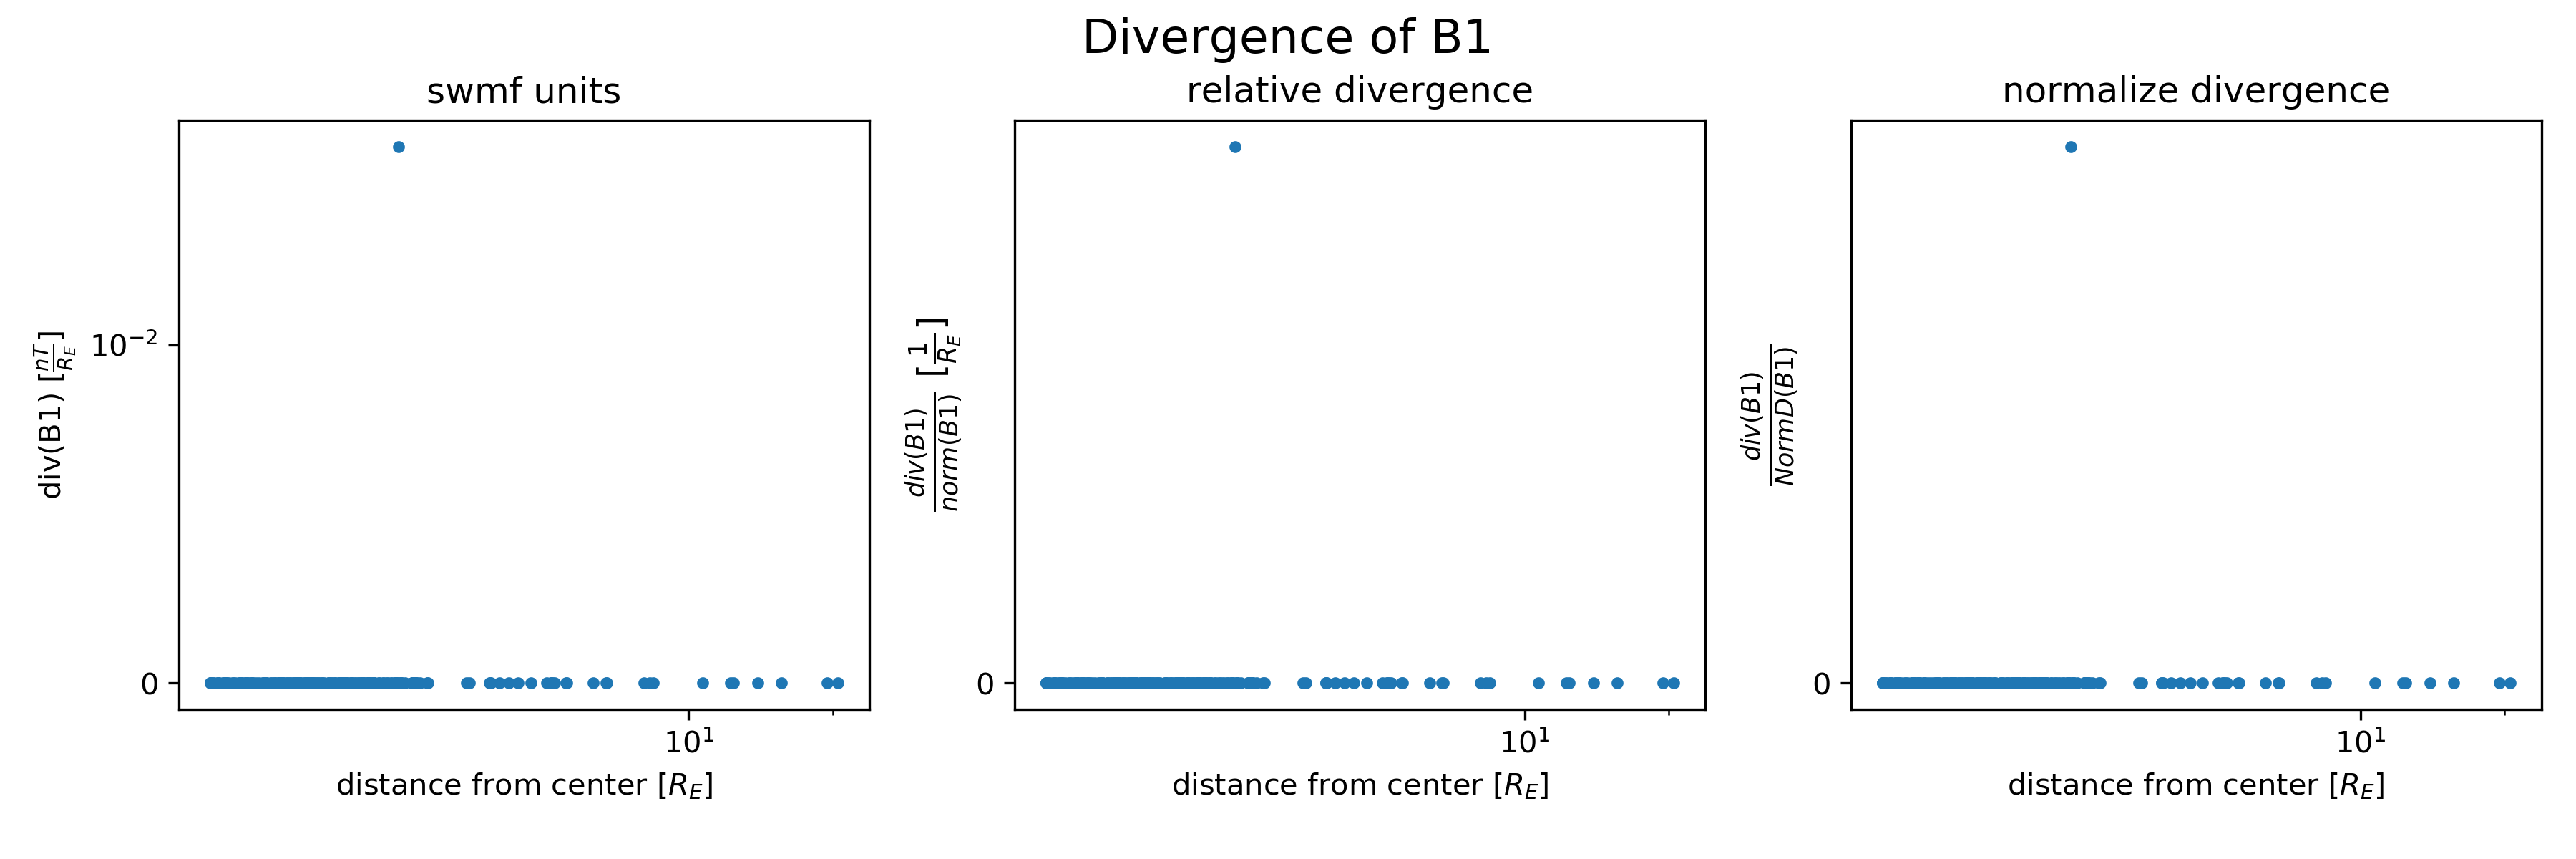 Divergence of B1
swmf units
div(B1) [nT/R_E]
10^-2
0
10^1
distance from center [R_E]
relative divergence
div(B1)/norm(B1) [1/R_E]
0
10^1
distance from center [R_E]
normalize divergence
div(B1)/NormD(B1)
0
10^1
distance from center [R_E]